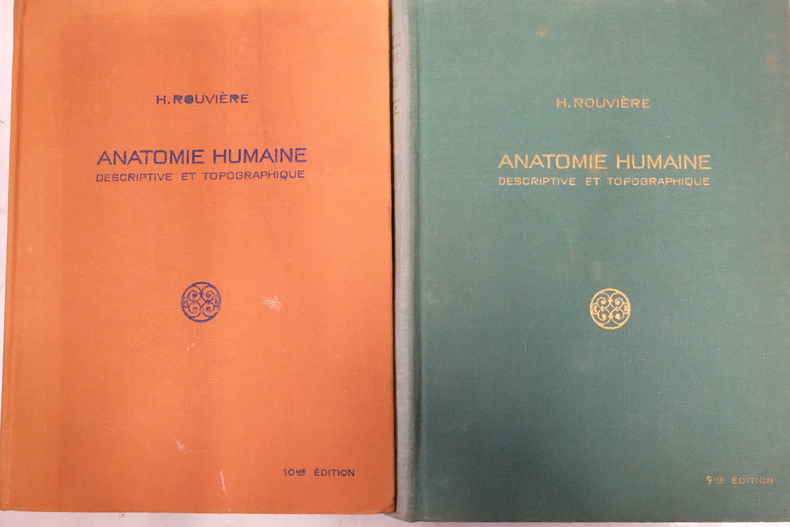 H. ROUVIÈRE
ANATOMIE HUMAINE
DESCRIPTIVE ET TOPOGRAPHIQUE
10me ÉDITION
H. ROUVIÈRE
ANATOMIE HUMAINE
DESCRIPTIVE ET TOPOGRAPHIQUE
9me ÉDITION